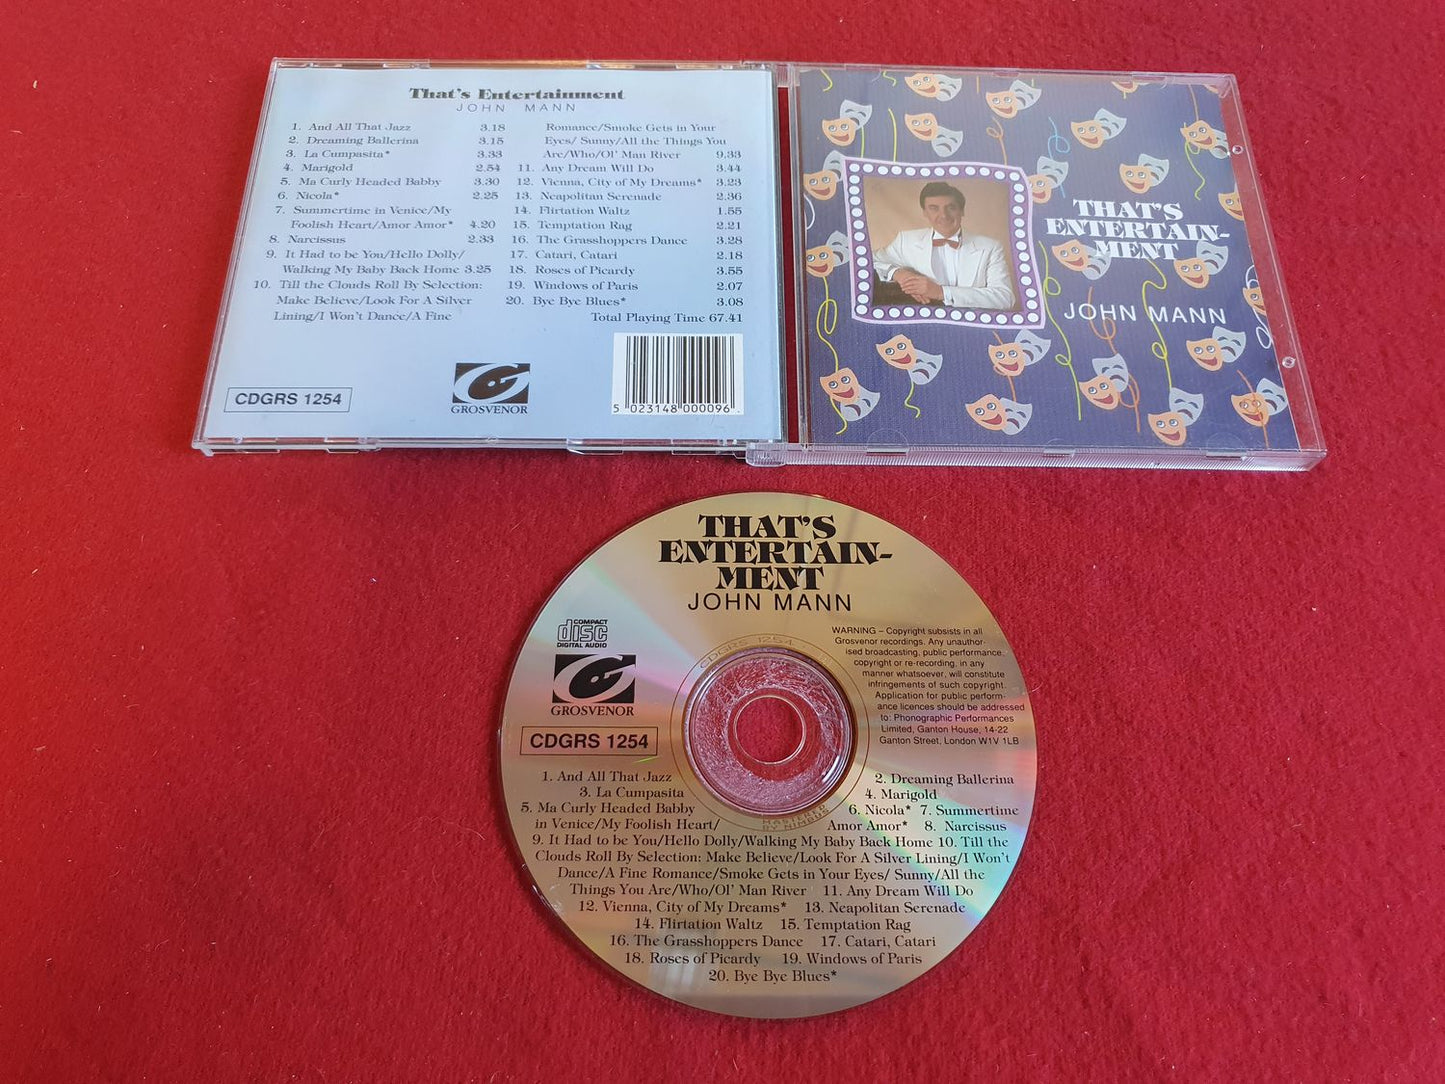 That's Entertainment
JOHN MANN
1. And All That Jazz 3.18
2. Dreaming Ballerina 3.15
3. La Cumpasita* 3.33
4. Marigold 2.54
5. Ma Curly Headed Babby 3.30
6. Nicola* 2.25
7. Summertime in Venice/My
Foolish Heart/Amor Amor* 4.20
8. Narcissus 2.33
9. It Had to be You/Hello Dolly/
Walking My Baby Back Home 3.25
10. Till the Clouds Roll By Selection:
Make Believe/Look For A Silver
Lining/I Won't Dance/A Fine
Romance/Smoke Gets in Your
Eyes/ Sunny/All the Things You
Are/Who/Ol' Man River 9.33
11. Any Dream Will Do 3.44
12. Vienna, City of My Dreams* 3.23
13. Neapolitan Serenade 2.36
14. Flirtation Waltz 1.55
15. Temptation Rag 2.21
16. The Grasshoppers Dance 3.28
17. Catari, Catari 2.18
18. Roses of Picardy 3.55
19. Windows of Paris 2.07
20. Bye Bye Blues* 3.08
Total Playing Time 67.41
CDGRS 1254
GROSVENOR
5 023148 000096
THAT'S
ENTERTAIN-
MENT
JOHN MANN
THAT'S
ENTERTAIN-
MENT
JOHN MANN
COMPACT
disc
DIGITAL AUDIO
GROSVENOR
CDGRS 1254
CDGRS 1254
WARNING – Copyright subsists in all
Grosvenor recordings. Any unauthor-
ised broadcasting, public performance,
copyright or re-recording, in any
manner whatsoever, will constitute
infringements of such copyright.
Application for public perform-
ance licences should be addressed
to: Phonographic Performances
Limited, Ganton House, 14-22
Ganton Street, London W1V 1LB
MASTERED
BY NIMBUS
1. And All That Jazz 2. Dreaming Ballerina
3. La Cumpasita 4. Marigold
5. Ma Curly Headed Babby 6. Nicola* 7. Summertime
in Venice/My Foolish Heart/ Amor Amor* 8. Narcissus
9. It Had to be You/Hello Dolly/Walking My Baby Back Home 10. Till the
Clouds Roll By Selection: Make Believe/Look For A Silver Lining/I Won't
Dance/A Fine Romance/Smoke Gets in Your Eyes/ Sunny/All the
Things You Are/Who/Ol' Man River 11. Any Dream Will Do
12. Vienna, City of My Dreams* 13. Neapolitan Serenade
14. Flirtation Waltz 15. Temptation Rag
16. The Grasshoppers Dance 17. Catari, Catari
18. Roses of Picardy 19. Windows of Paris
20. Bye Bye Blues*